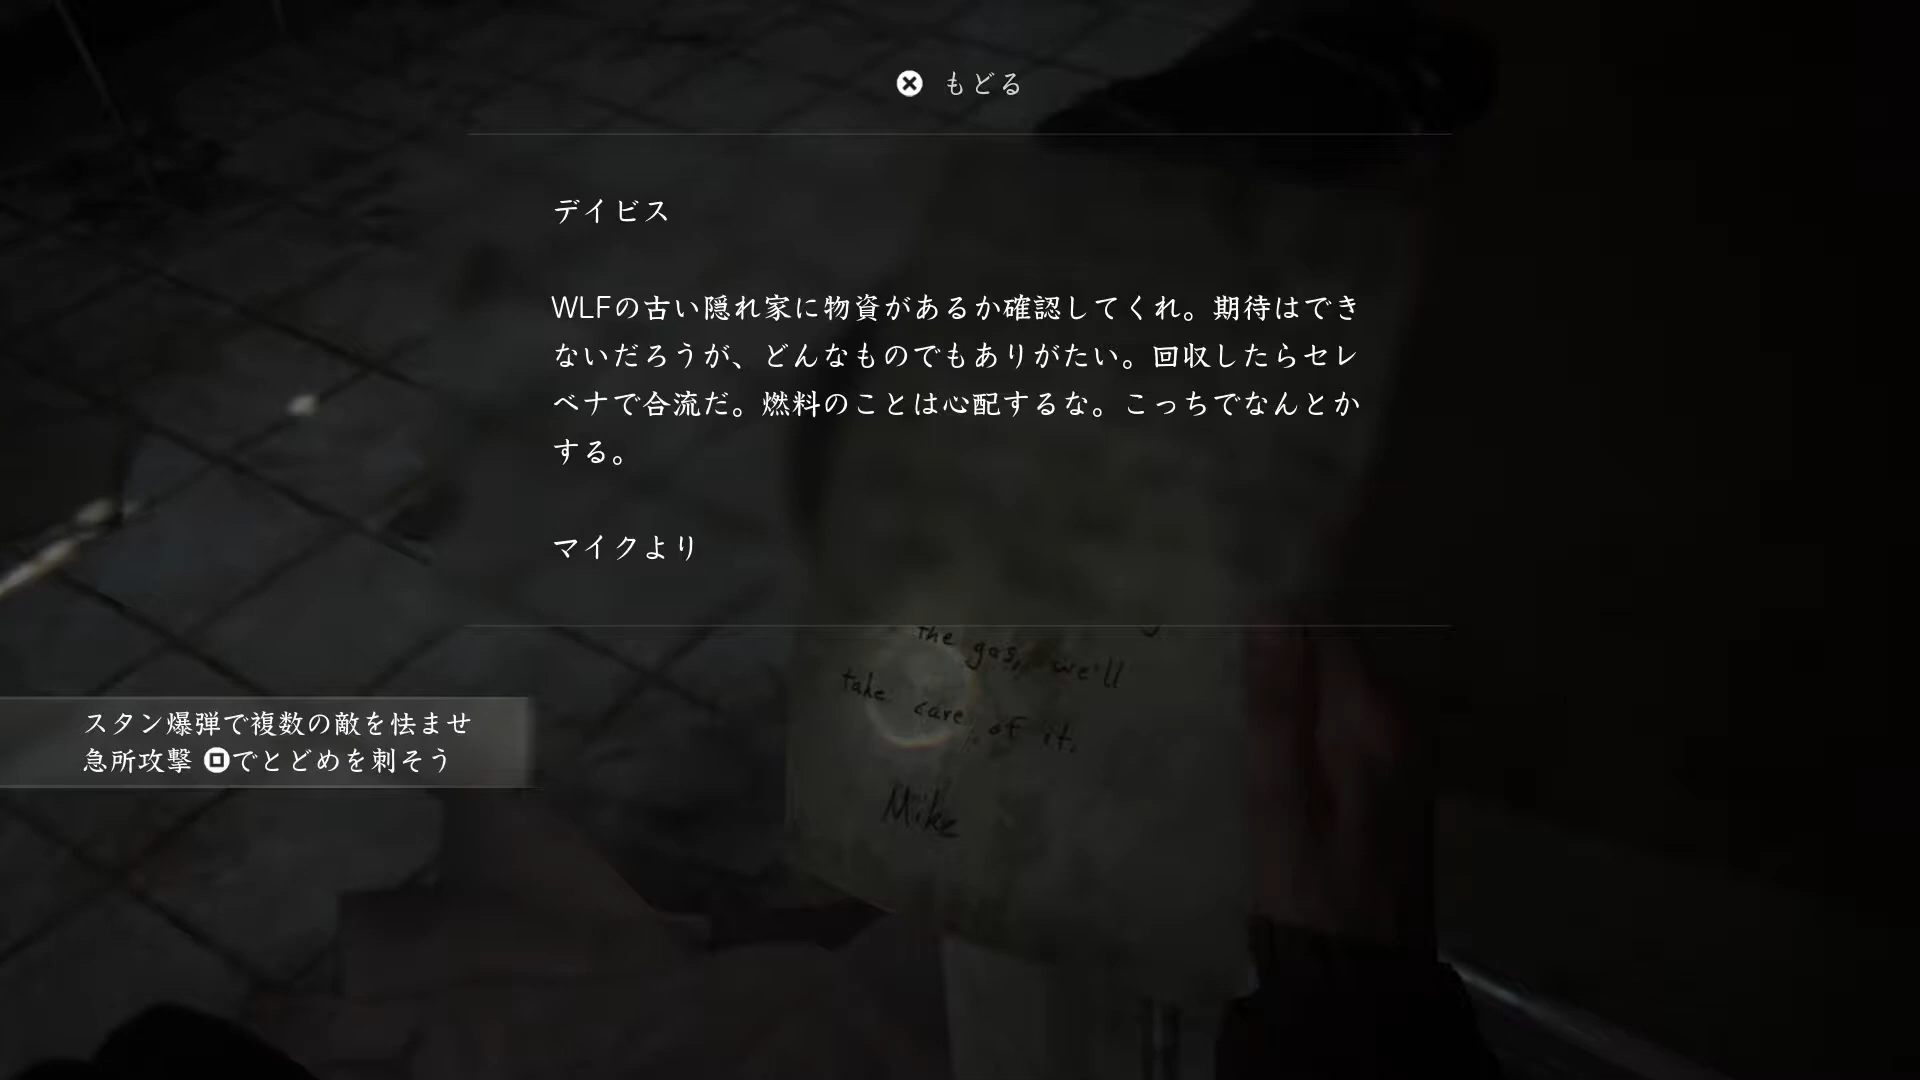 もどる
デイビス
WLFの古い隠れ家に物資があるか確認してくれ。期待はでき
ないだろうが、どんなものでもありがたい。回収したらセレ
ベナで合流だ。燃料のことは心配するな。こっちでなんとか
する。
マイクより
the gas, we'll
take care of it.
Mike
スタン爆弾で複数の敵を怯ませ
急所攻撃 でとどめを刺そう